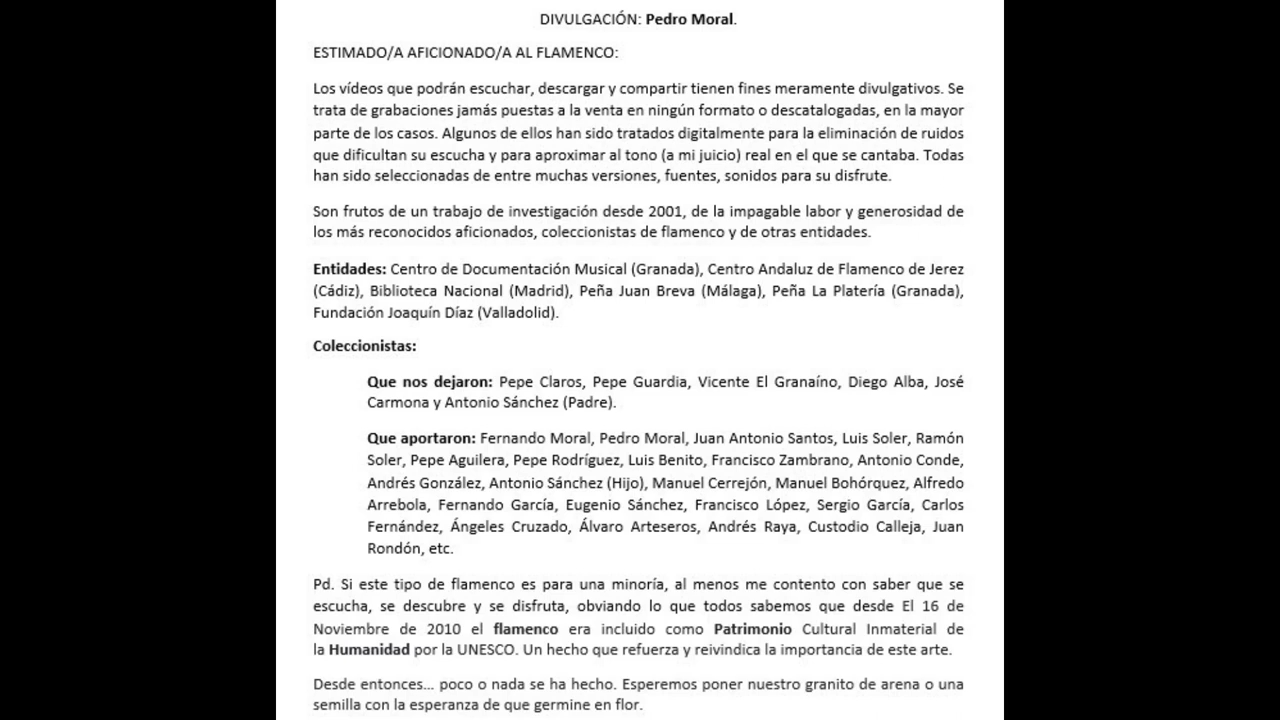 DIVULGACIÓN: Pedro Moral.
ESTIMADO/A AFICIONADO/A AL FLAMENCO:
Los vídeos que podrán escuchar, descargar y compartir tienen fines meramente divulgativos. Se
trata de grabaciones jamás puestas a la venta en ningún formato o descatalogadas, en la mayor
parte de los casos. Algunos de ellos han sido tratados digitalmente para la eliminación de ruidos
que dificultan su escucha y para aproximar al tono (a mi juicio) real en el que se cantaba. Todas
han sido seleccionadas de entre muchas versiones, fuentes, sonidos para su disfrute.
Son frutos de un trabajo de investigación desde 2001, de la impagable labor y generosidad de
los más reconocidos aficionados, coleccionistas de flamenco y de otras entidades.
Entidades: Centro de Documentación Musical (Granada), Centro Andaluz de Flamenco de Jerez
(Cádiz), Biblioteca Nacional (Madrid), Peña Juan Breva (Málaga), Peña La Platería (Granada),
Fundación Joaquín Díaz (Valladolid).
Coleccionistas:
Que nos dejaron: Pepe Claros, Pepe Guardia, Vicente El Granaíno, Diego Alba, José
Carmona y Antonio Sánchez (Padre).
Que aportaron: Fernando Moral, Pedro Moral, Juan Antonio Santos, Luis Soler, Ramón
Soler, Pepe Aguilera, Pepe Rodríguez, Luis Benito, Francisco Zambrano, Antonio Conde,
Andrés González, Antonio Sánchez (Hijo), Manuel Cerrejón, Manuel Bohórquez, Alfredo
Arrebola, Fernando García, Eugenio Sánchez, Francisco López, Sergio García, Carlos
Fernández, Ángeles Cruzado, Álvaro Arteseros, Andrés Raya, Custodio Calleja, Juan
Rondón, etc.
Pd. Si este tipo de flamenco es para una minoría, al menos me contento con saber que se
escucha, se descubre y se disfruta, obviando lo que todos sabemos que desde El 16 de
Noviembre de 2010 el flamenco era incluido como Patrimonio Cultural Inmaterial de
la Humanidad por la UNESCO. Un hecho que refuerza y reivindica la importancia de este arte.
Desde entonces... poco o nada se ha hecho. Esperemos poner nuestro granito de arena o una
semilla con la esperanza de que germine en flor.